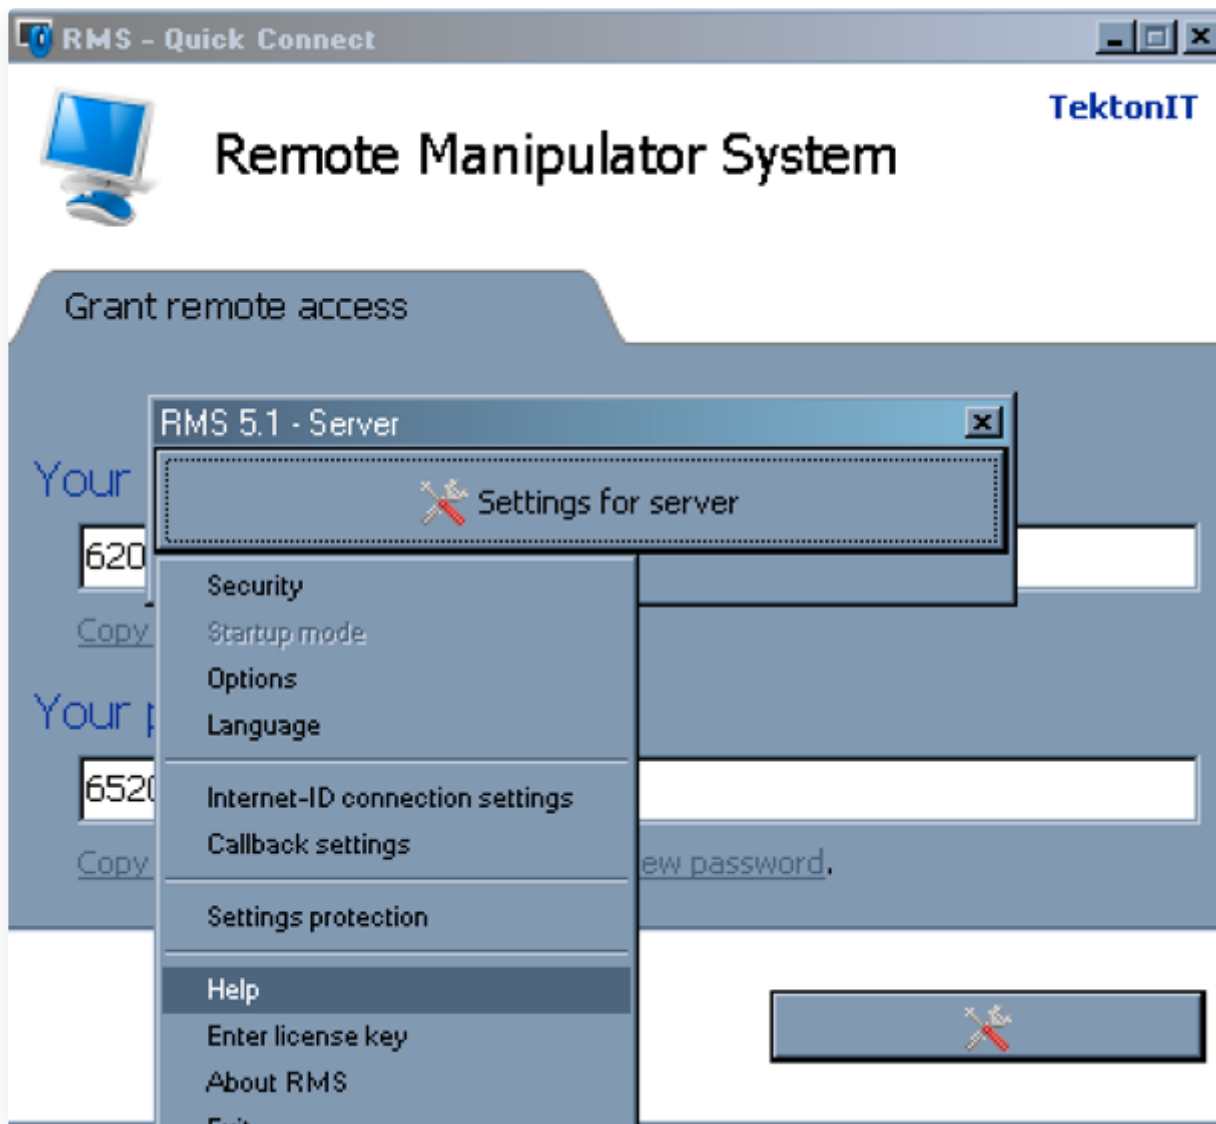 RMS - Quick Connect
TektonIT
Remote Manipulator System
Grant remote access
RMS 5.1 - Server
Your
Settings for server
620
Security
Copy
Startup mode
Options
Your
Language
6520
Internet-ID connection settings
Callback settings
Copy
password.
Settings protection
Help
Enter license key
About RMS